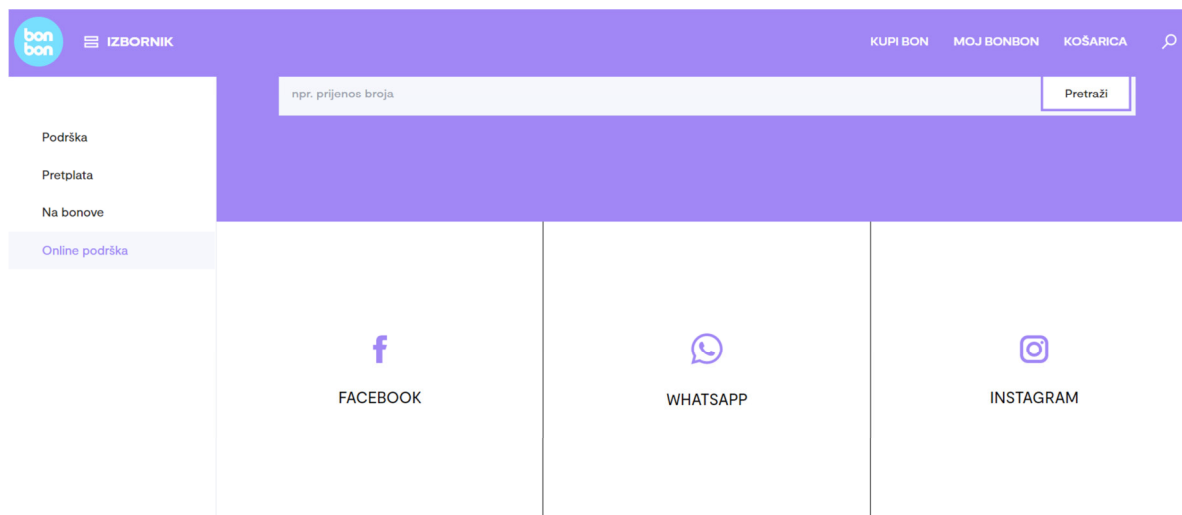 bon
bon
IZBORNIK
KUPI BON
MOJ BONBON
KOŠARICA
npr. prijenos broja
Pretraži
Podrška
Pretplata
Na bonove
Online podrška
FACEBOOK
WHATSAPP
INSTAGRAM